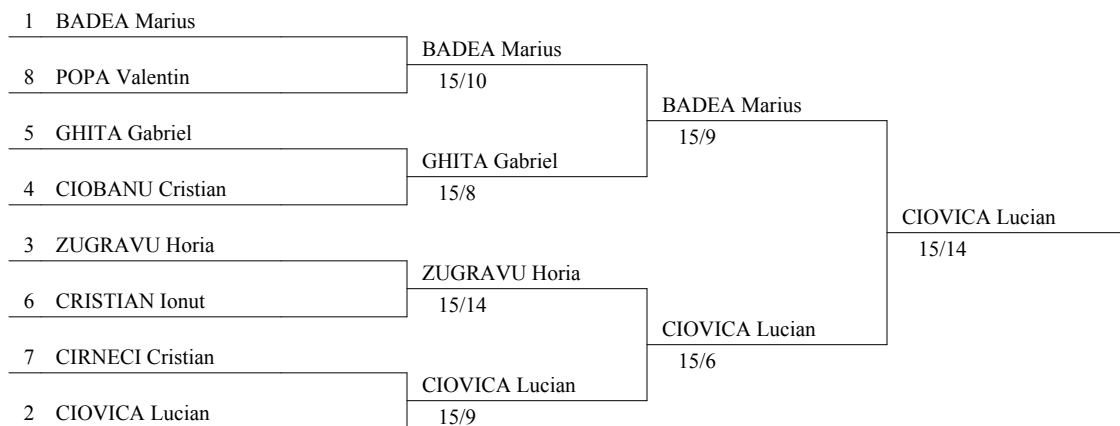 1 BADEA Marius
BADEA Marius
8 POPA Valentin
15/10
BADEA Marius
15/9
5 GHITA Gabriel
GHITA Gabriel
4 CIOBANU Cristian
15/8
CIOVICA Lucian
15/14
3 ZUGRAVU Horia
ZUGRAVU Horia
6 CRISTIAN Ionut
15/14
CIOVICA Lucian
15/6
7 CIRNECI Cristian
CIOVICA Lucian
2 CIOVICA Lucian
15/9